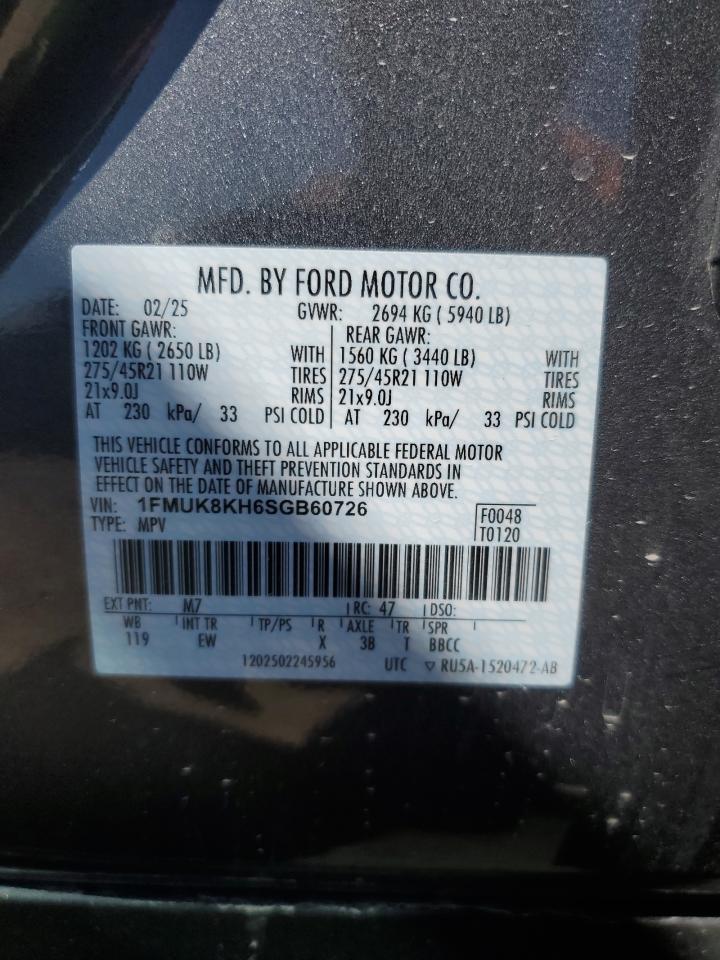 MFD. BY FORD MOTOR CO.
DATE: 02/25 GVWR: 2694 KG ( 5940 LB)
FRONT GAWR: REAR GAWR:
1202 KG ( 2650 LB) WITH 1560 KG ( 3440 LB) WITH
275/45R21 110W TIRES 275/45R21 110W TIRES
21x9.0J RIMS 21x9.0J RIMS
AT 230 kPa/ 33 PSI COLD AT 230 kPa/ 33 PSI COLD
THIS VEHICLE CONFORMS TO ALL APPLICABLE FEDERAL MOTOR
VEHICLE SAFETY AND THEFT PREVENTION STANDARDS IN
EFFECT ON THE DATE OF MANUFACTURE SHOWN ABOVE.
VIN: 1FMUK8KH6SGB60726 F0048
TYPE: MPV T0120
EXT PNT: M7 RC: 47 DSO:
WB INT TR TP/PS R AXLE TR SPR
119 EW X 3B T BBCC
1202502245956 UTC ▽ RU5A-1520472-AB